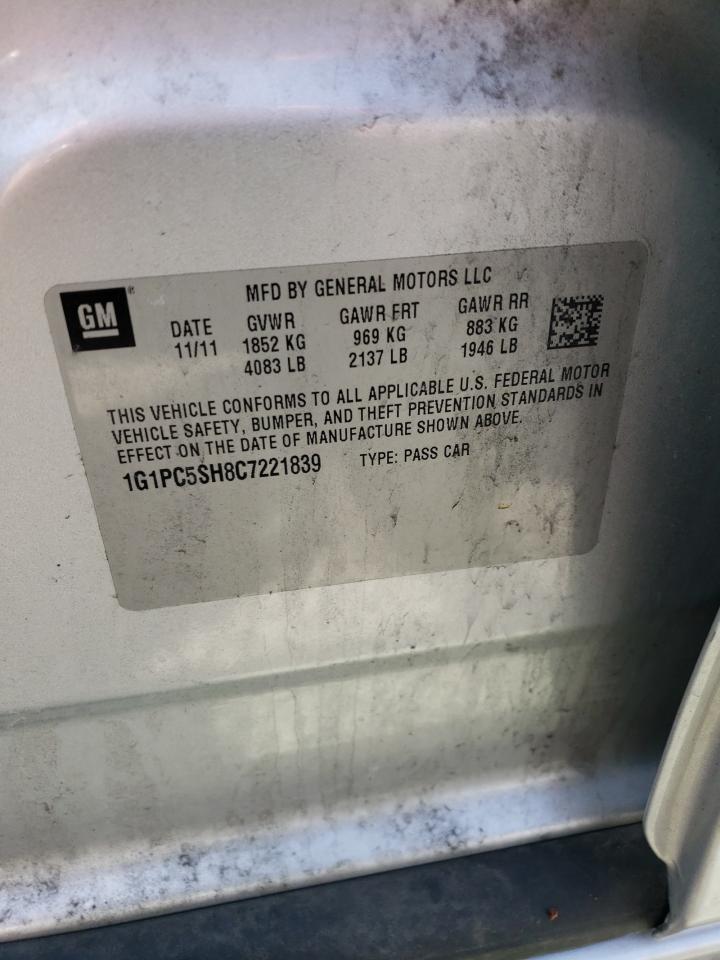 GM®
MFD BY GENERAL MOTORS LLC
DATE GVWR GAWR FRT GAWR RR
11/11 1852 KG 969 KG 883 KG
4083 LB 2137 LB 1946 LB
THIS VEHICLE CONFORMS TO ALL APPLICABLE U.S. FEDERAL MOTOR
VEHICLE SAFETY, BUMPER, AND THEFT PREVENTION STANDARDS IN
EFFECT ON THE DATE OF MANUFACTURE SHOWN ABOVE.
1G1PC5SH8C7221839 TYPE: PASS CAR